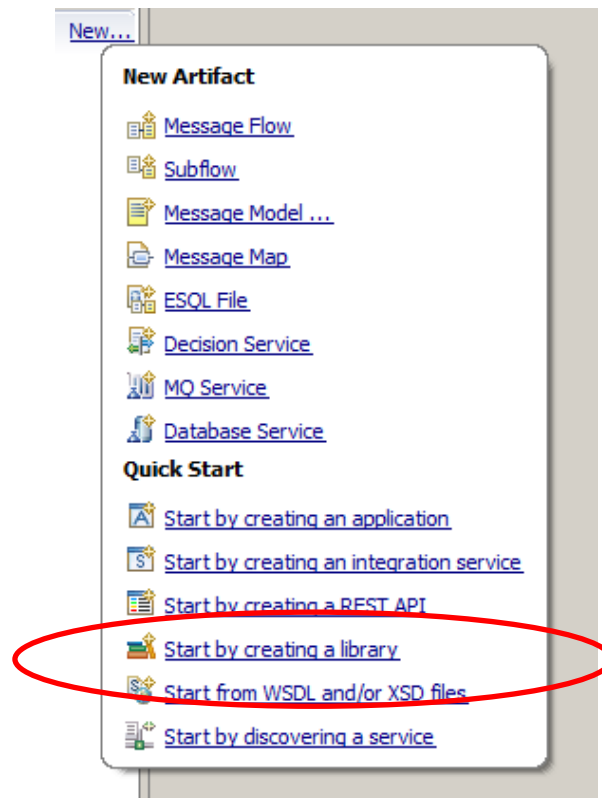 New...
New Artifact
Message Flow
Subflow
Message Model ...
Message Map
ESQL File
Decision Service
MQ Service
Database Service
Quick Start
Start by creating an application
Start by creating an integration service
Start by creating a REST API
Start by creating a library
Start from WSDL and/or XSD files
Start by discovering a service